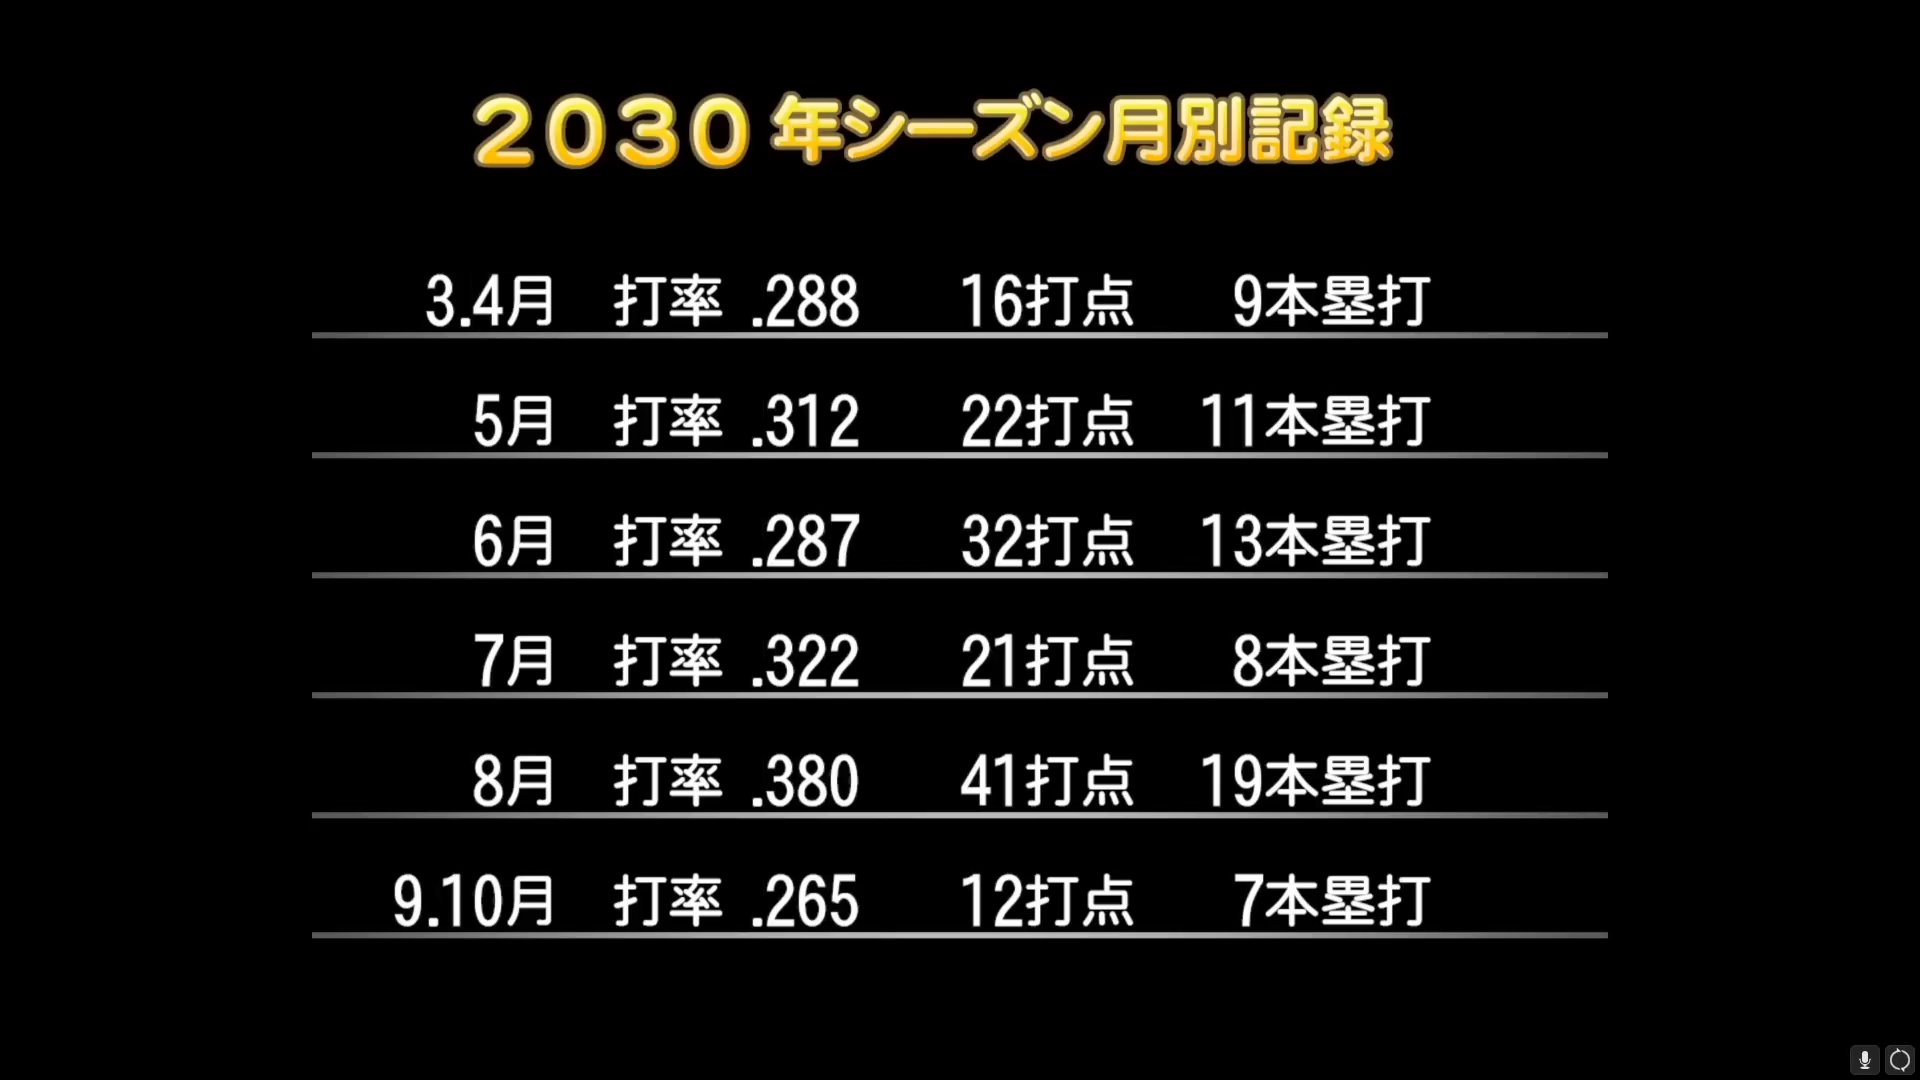 2030年シーズン月別記録
3.4月 打率 .288 16打点 9本塁打
5月 打率 .312 22打点 11本塁打
6月 打率 .287 32打点 13本塁打
7月 打率 .322 21打点 8本塁打
8月 打率 .380 41打点 19本塁打
9.10月 打率 .265 12打点 7本塁打